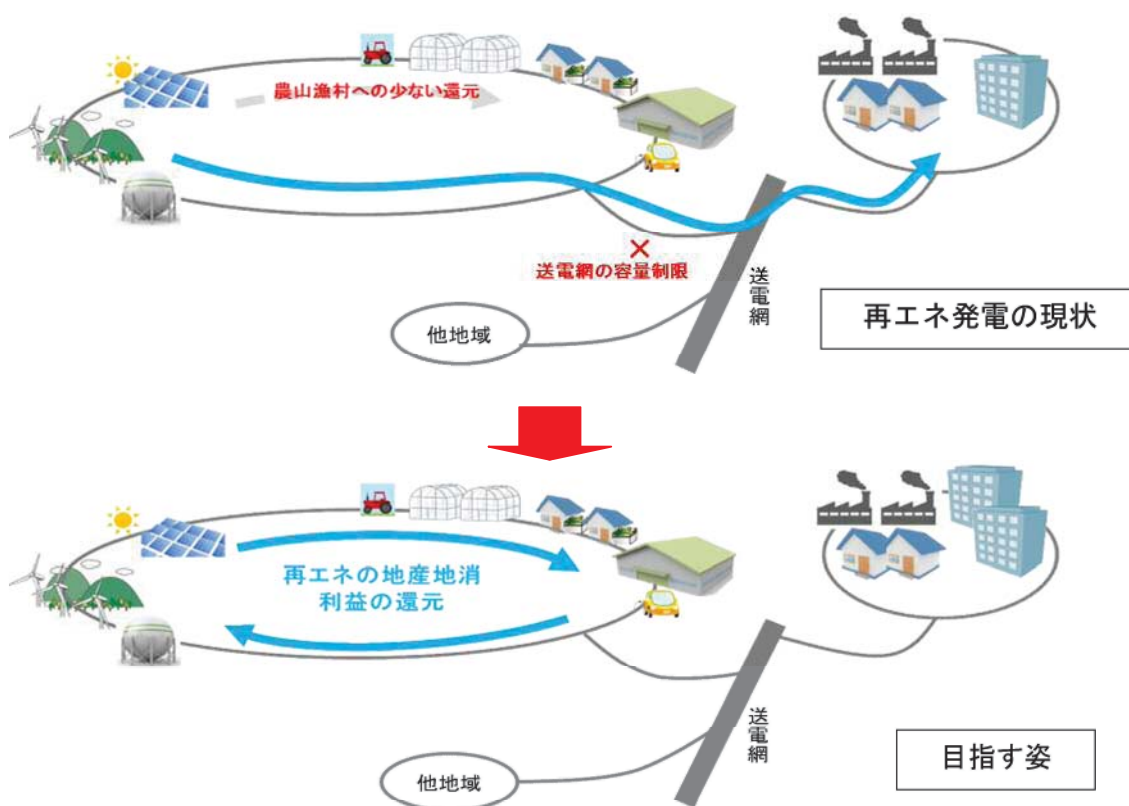 農山漁村への少ない還元
送電網の容量制限
送電網
他地域
再エネ発電の現状
再エネの地産地消
利益の還元
送電網
他地域
目指す姿